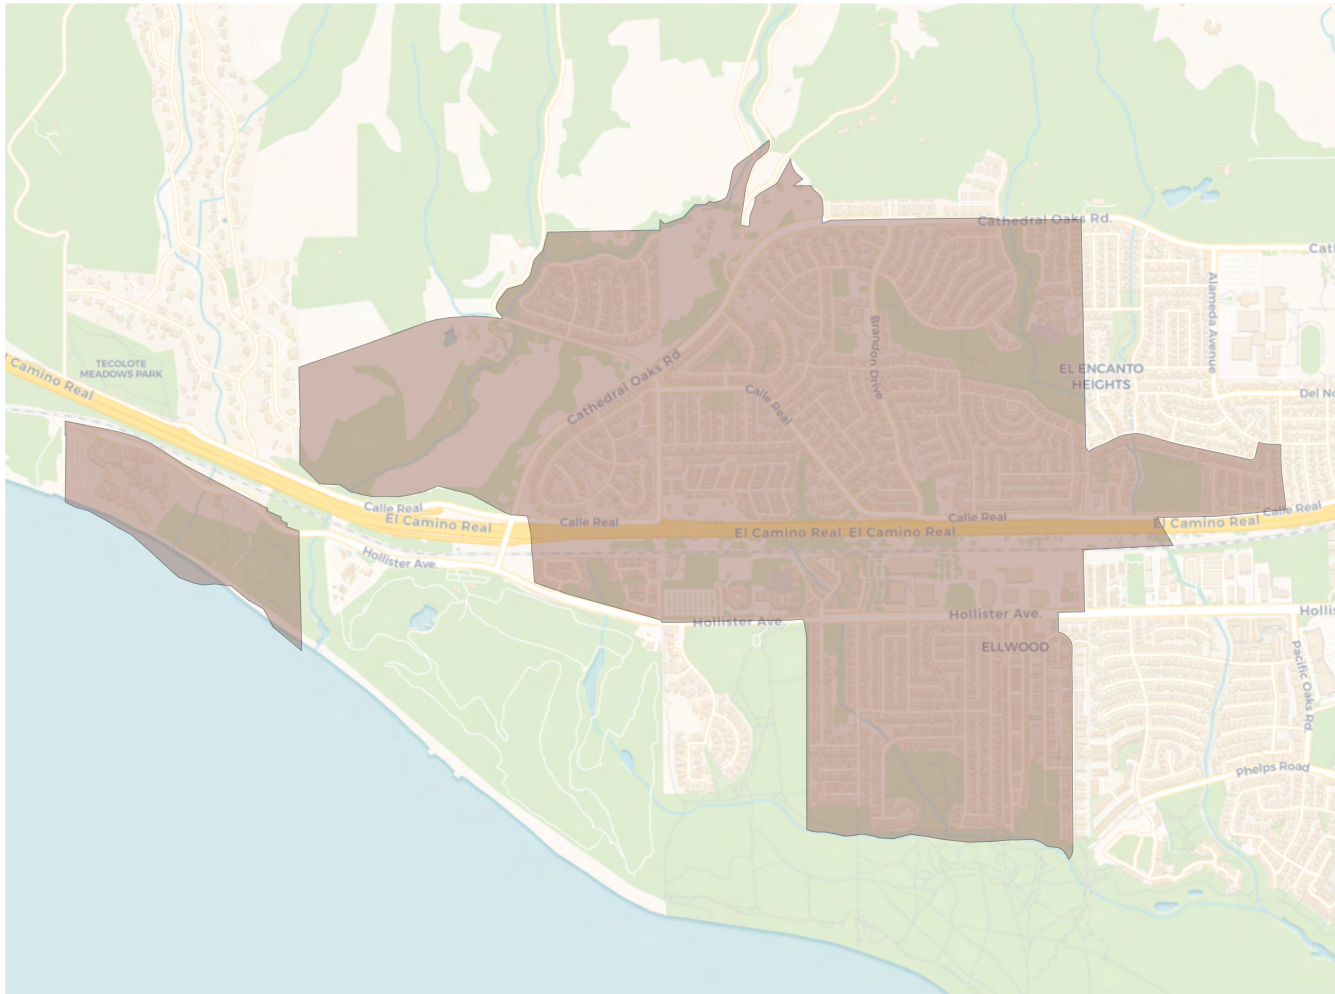 Cathedral Oaks Rd.
Cat
Alameda Avenue
TECOLOTE
MEADOWS PARK
l Camino Real
Brandon Drive
EL ENCANTO
HEIGHTS
Cathedral Oaks Rd.
Calle Real
Del No
Calle Real
El Camino Real
Calle Real
El Camino Real
El Camino Real
Calle Real
El Camino Real
Calle Real
Hollister Ave.
Hollister Ave.
Hollister Ave.
Hollis
ELLWOOD
Pacific Oaks Rd.
Phelps Road